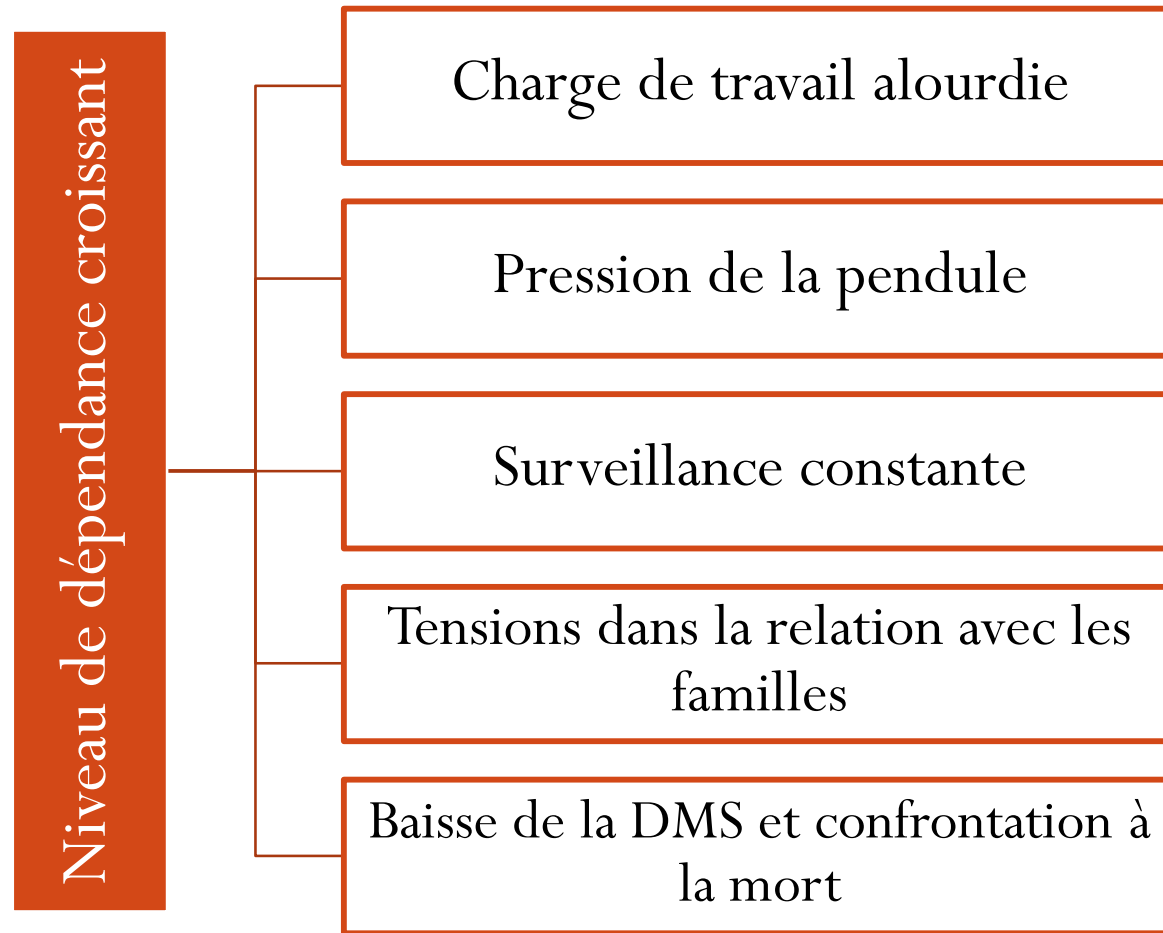 Niveau de dépendance croissant
Charge de travail alourdie
Pression de la pendule
Surveillance constante
Tensions dans la relation avec les
familles
Baisse de la DMS et confrontation à
la mort